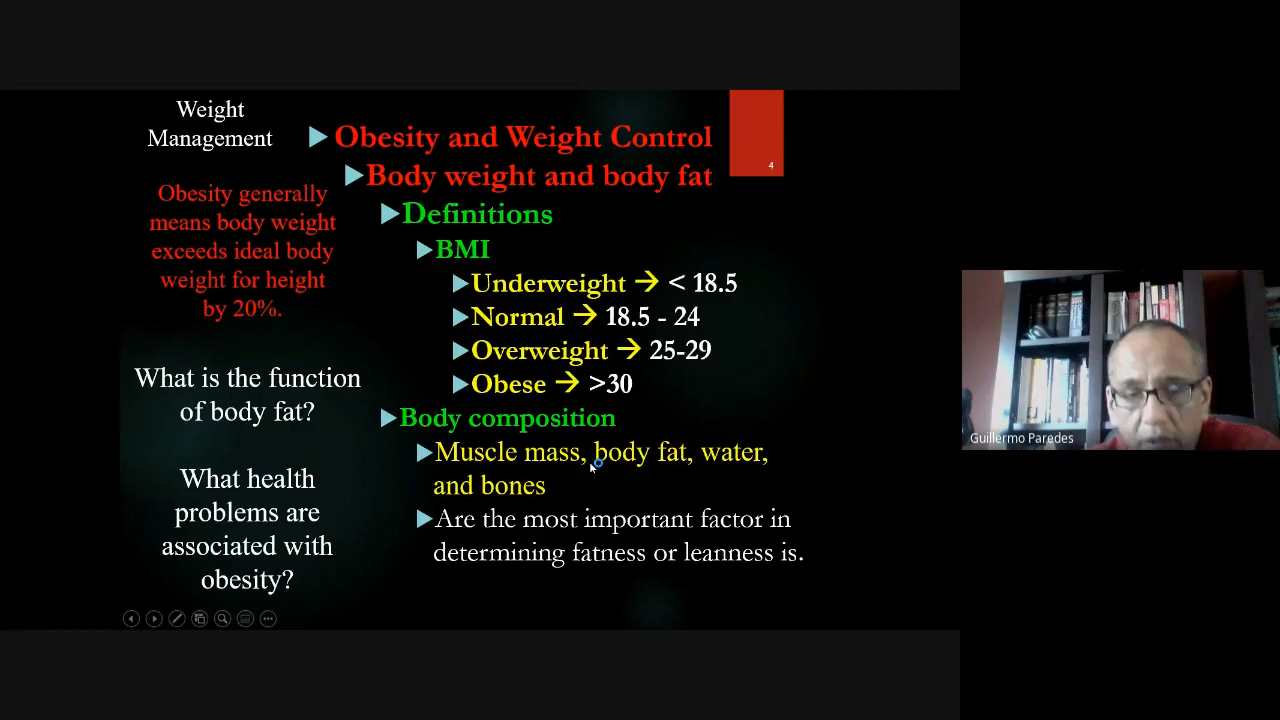 Weight
Management
Obesity generally
means body weight
exceeds ideal body
weight for height
by 20%.
What is the function
of body fat?
What health
problems are
associated with
obesity?
Obesity and Weight Control
Body weight and body fat
Definitions
BMI
Underweight → < 18.5
Normal → 18.5 - 24
Overweight → 25-29
Obese → >30
Body composition
Muscle mass, body fat, water,
and bones
Are the most important factor in
determining fatness or leanness is.
4
Guillermo Paredes